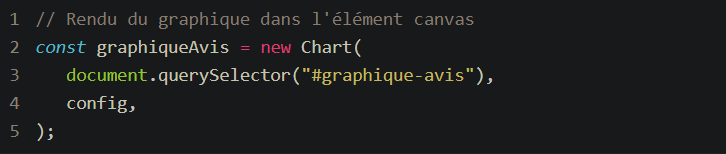 1 // Rendu du graphique dans l'élément canvas
2 const graphiqueAvis = new Chart(
3 document.querySelector("#graphique-avis"),
4 config,
5 );